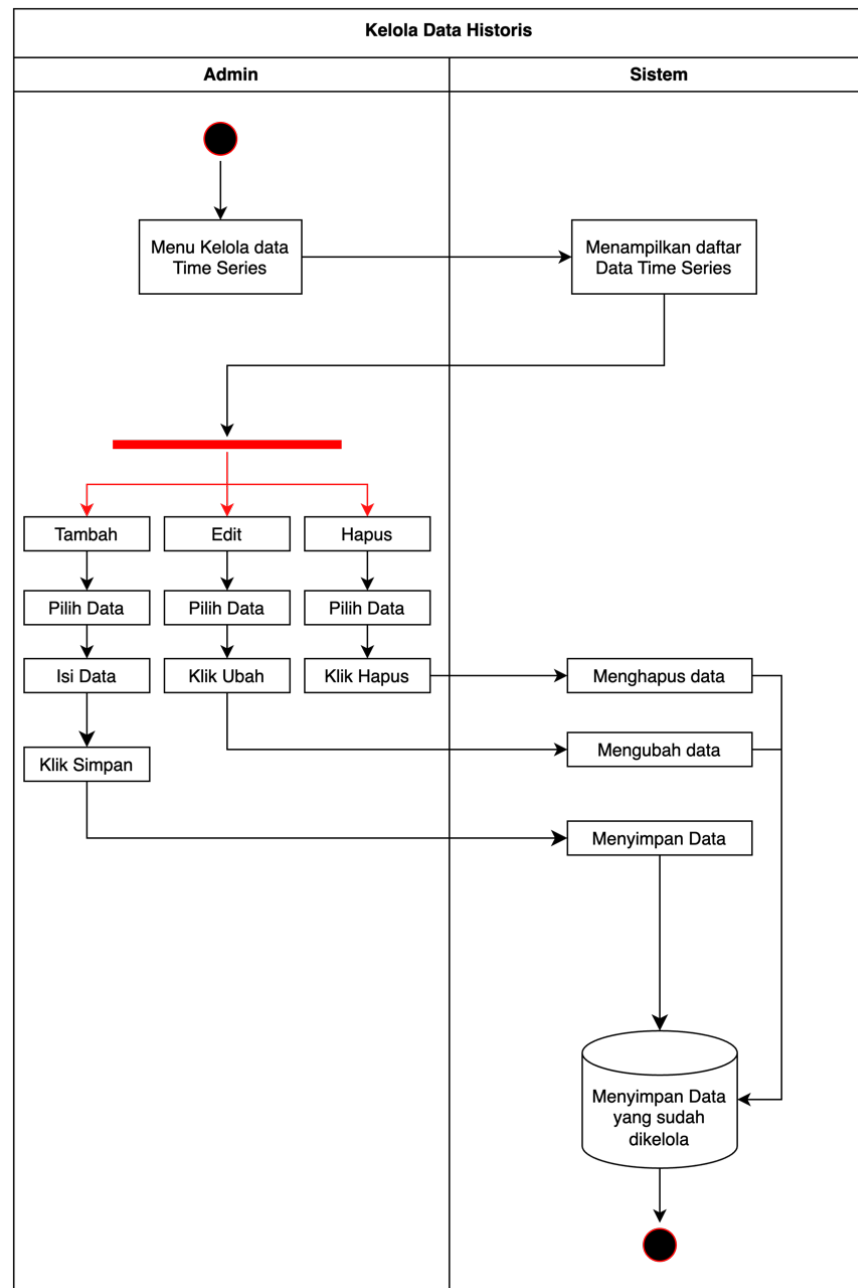 Kelola Data Historis
Admin
Sistem
Menu Kelola data
Time Series
Menampilkan daftar
Data Time Series
Tambah
Edit
Hapus
Pilih Data
Pilih Data
Pilih Data
Isi Data
Klik Ubah
Klik Hapus
Menghapus data
Klik Simpan
Mengubah data
Menyimpan Data
Menyimpan Data
yang sudah
dikelola